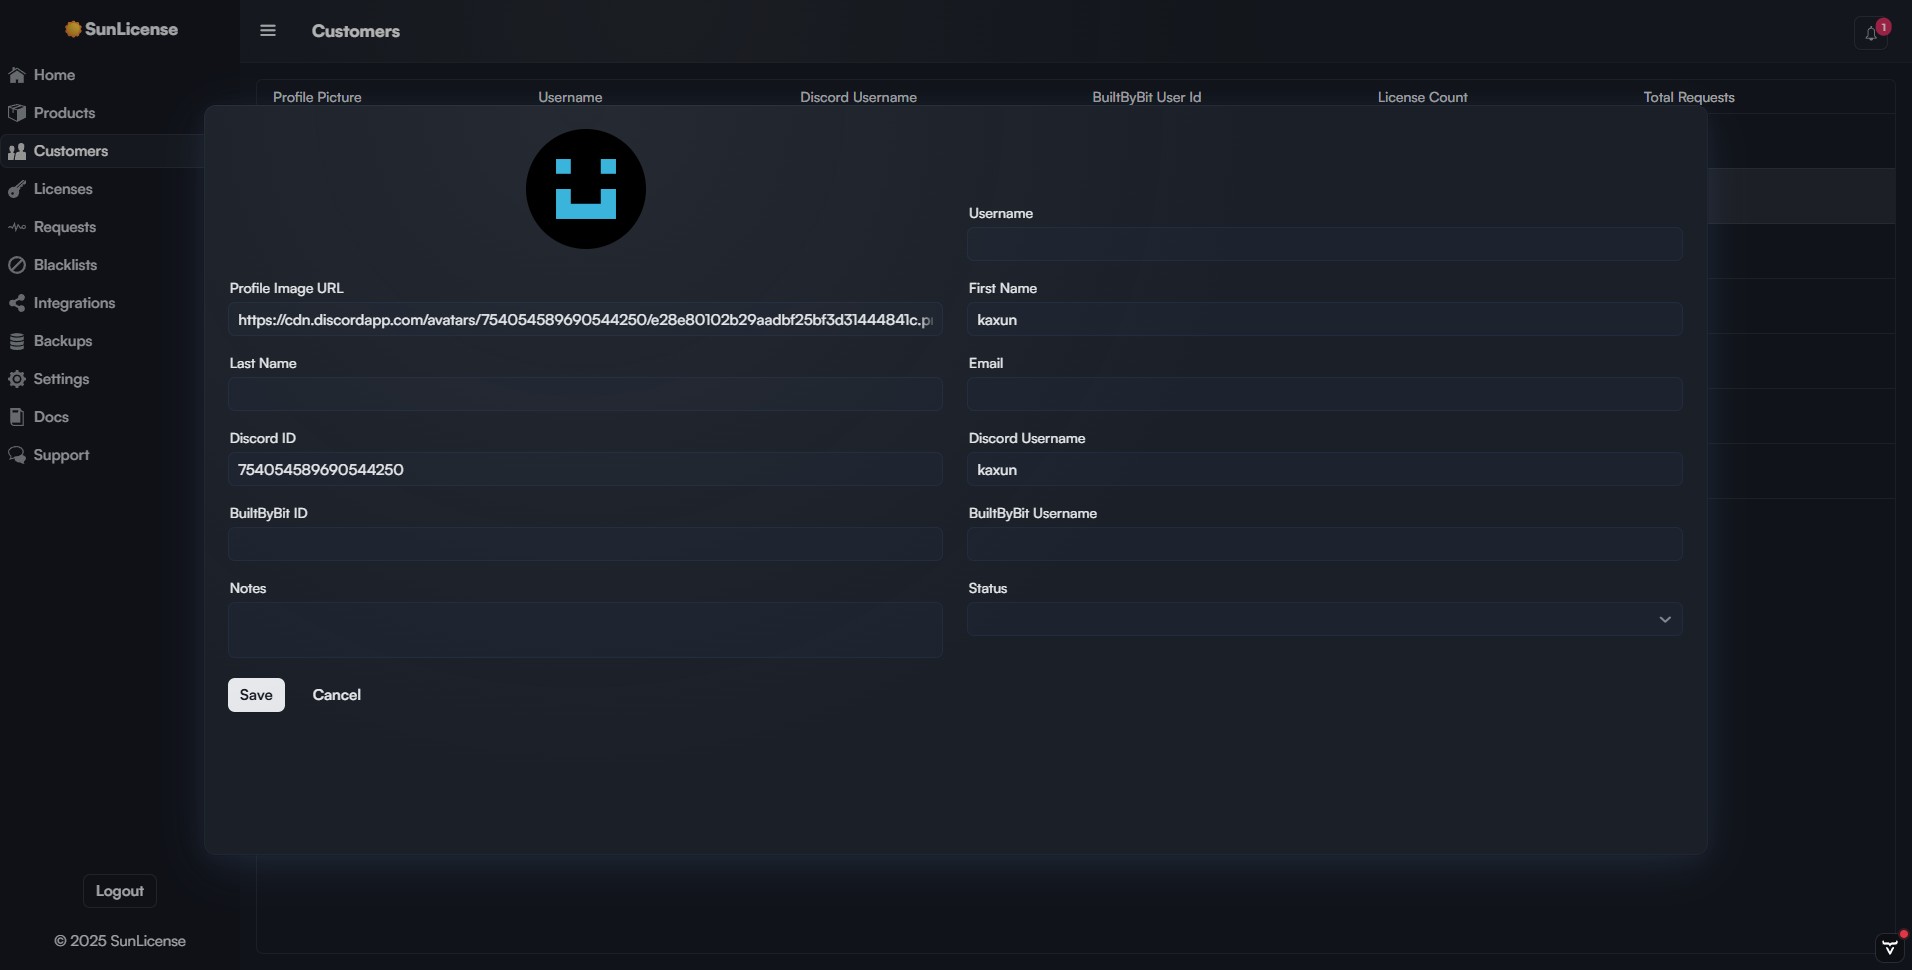 SunLicense
Customers
1
Home
Products
Customers
Licenses
Requests
Blacklists
Integrations
Backups
Settings
Docs
Support
Logout
© 2025 SunLicense
Profile Picture Username Discord Username BuiltByBit User Id License Count Total Requests
Username
Profile Image URL
https://cdn.discordapp.com/avatars/754054589690544250/e28e80102b29aadbf25bf3d31444841c.p
First Name
kaxun
Last Name
Email
Discord ID
754054589690544250
Discord Username
kaxun
BuiltByBit ID
BuiltByBit Username
Notes
Status
Save Cancel